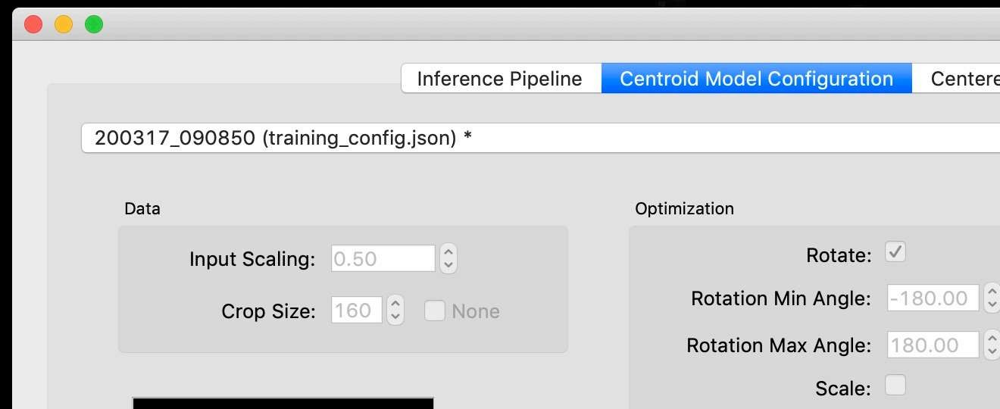 Inference Pipeline Centroid Model Configuration
200317_090850 (training_config.json) *
Data
Input Scaling: 0.50
Crop Size: 160 None
Optimization
Rotate:
Rotation Min Angle: -180.00
Rotation Max Angle: 180.00
Scale: